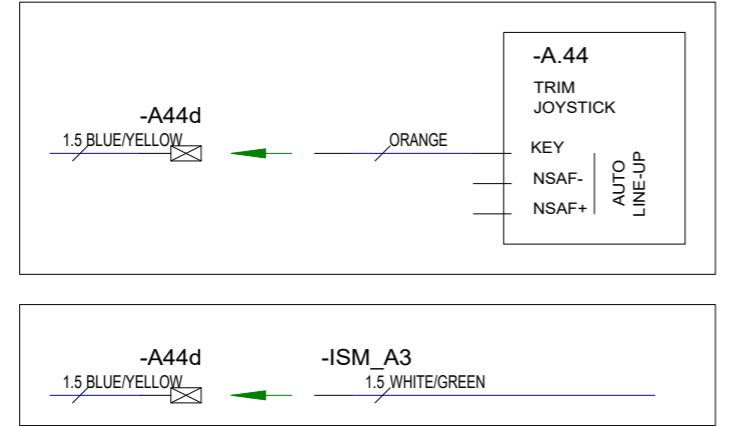 -A.44
TRIM
JOYSTICK
-A44d
1.5 BLUE/YELLOW
ORANGE
KEY
NSAF-
NSAF+
AUTO
LINE-UP
-A44d
-ISM_A3
1.5 BLUE/YELLOW
1.5 WHITE/GREEN